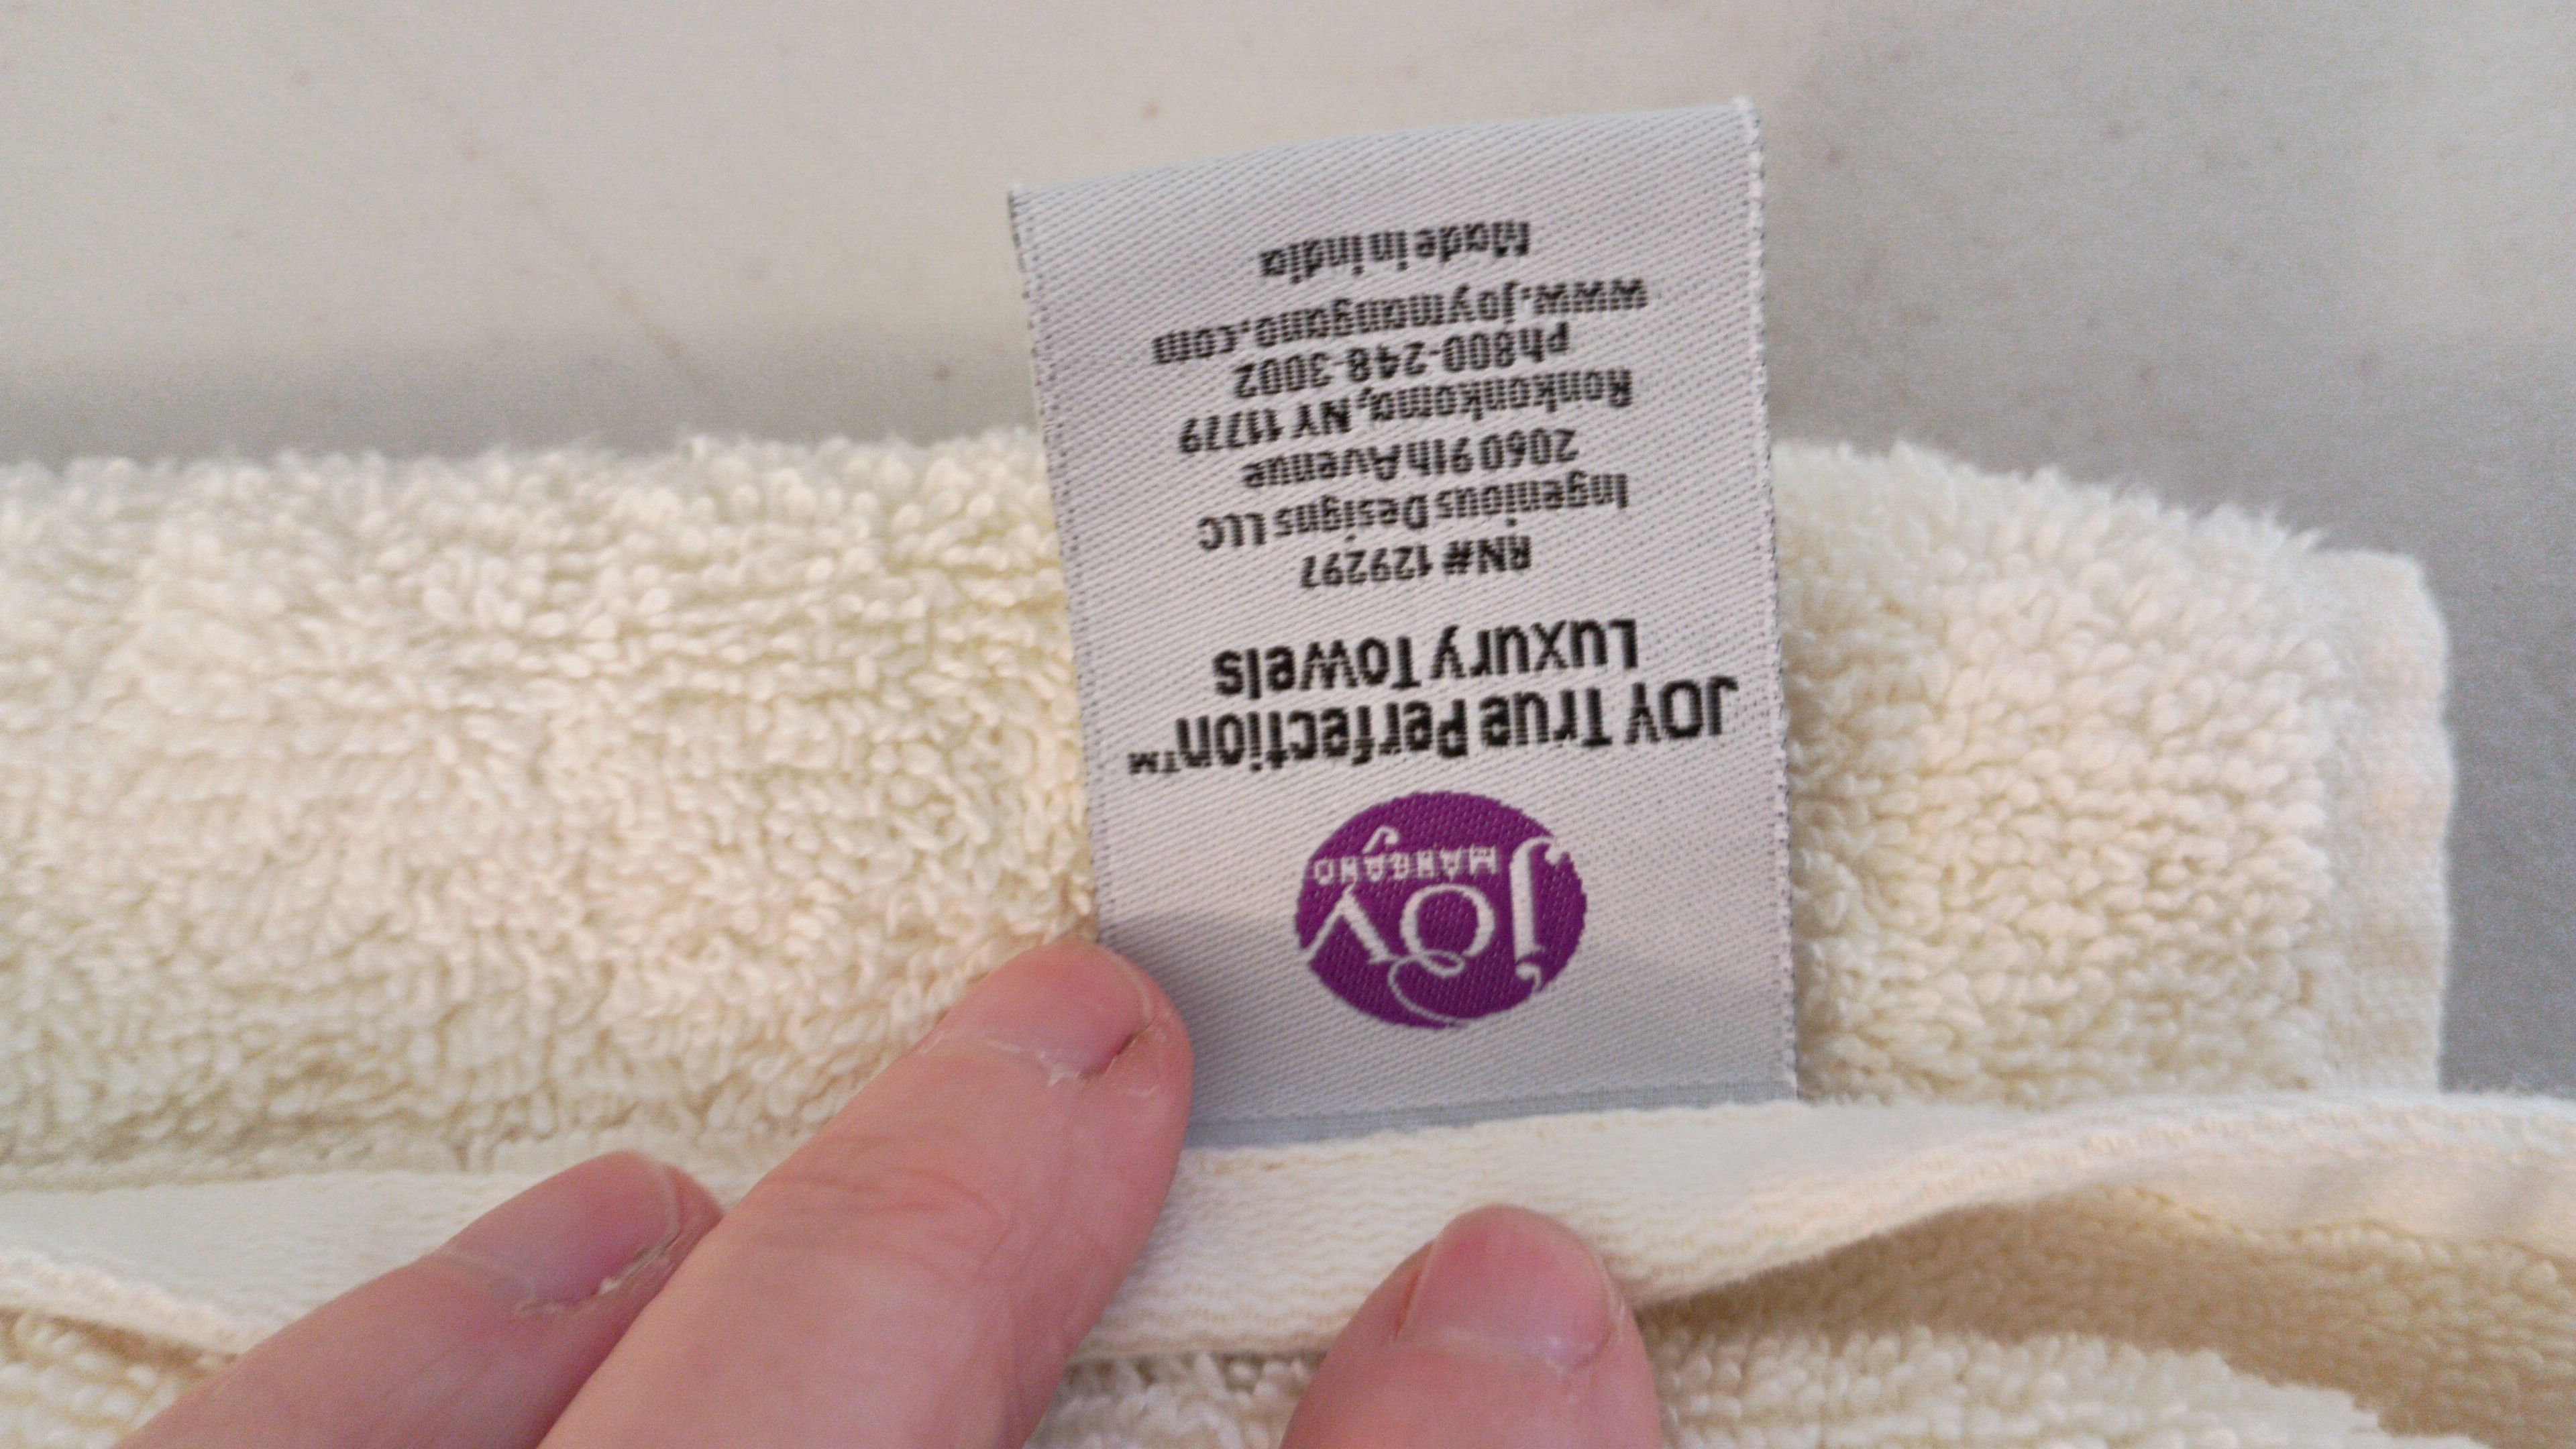 JOY
MANGANO
JOY True Perfection™
Luxury Towels
RN# 129297
Ingenious Designs LLC
2060 9th Avenue
Ronkonkoma, NY 11779
ph800-248-3002
www.joymangano.com
Made in India